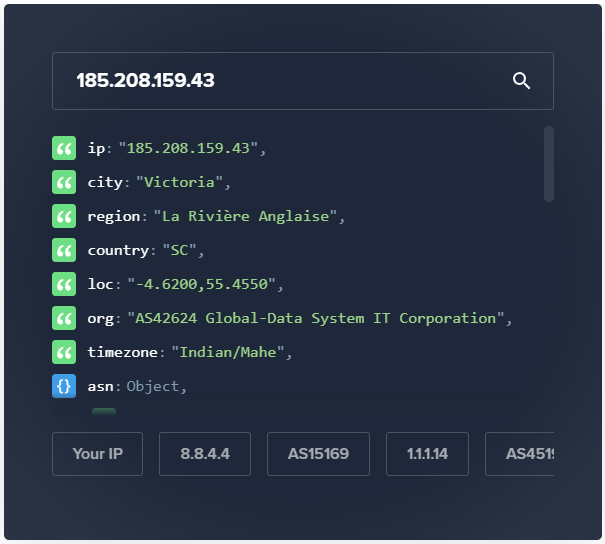 185.208.159.43
ip: "185.208.159.43",
city: "Victoria",
region: "La Rivière Anglaise",
country: "SC",
loc: "-4.6200,55.4550",
org: "AS42624 Global-Data System IT Corporation",
timezone: "Indian/Mahe",
{} asn: Object,
Your IP 8.8.4.4 AS15169 1.1.1.14